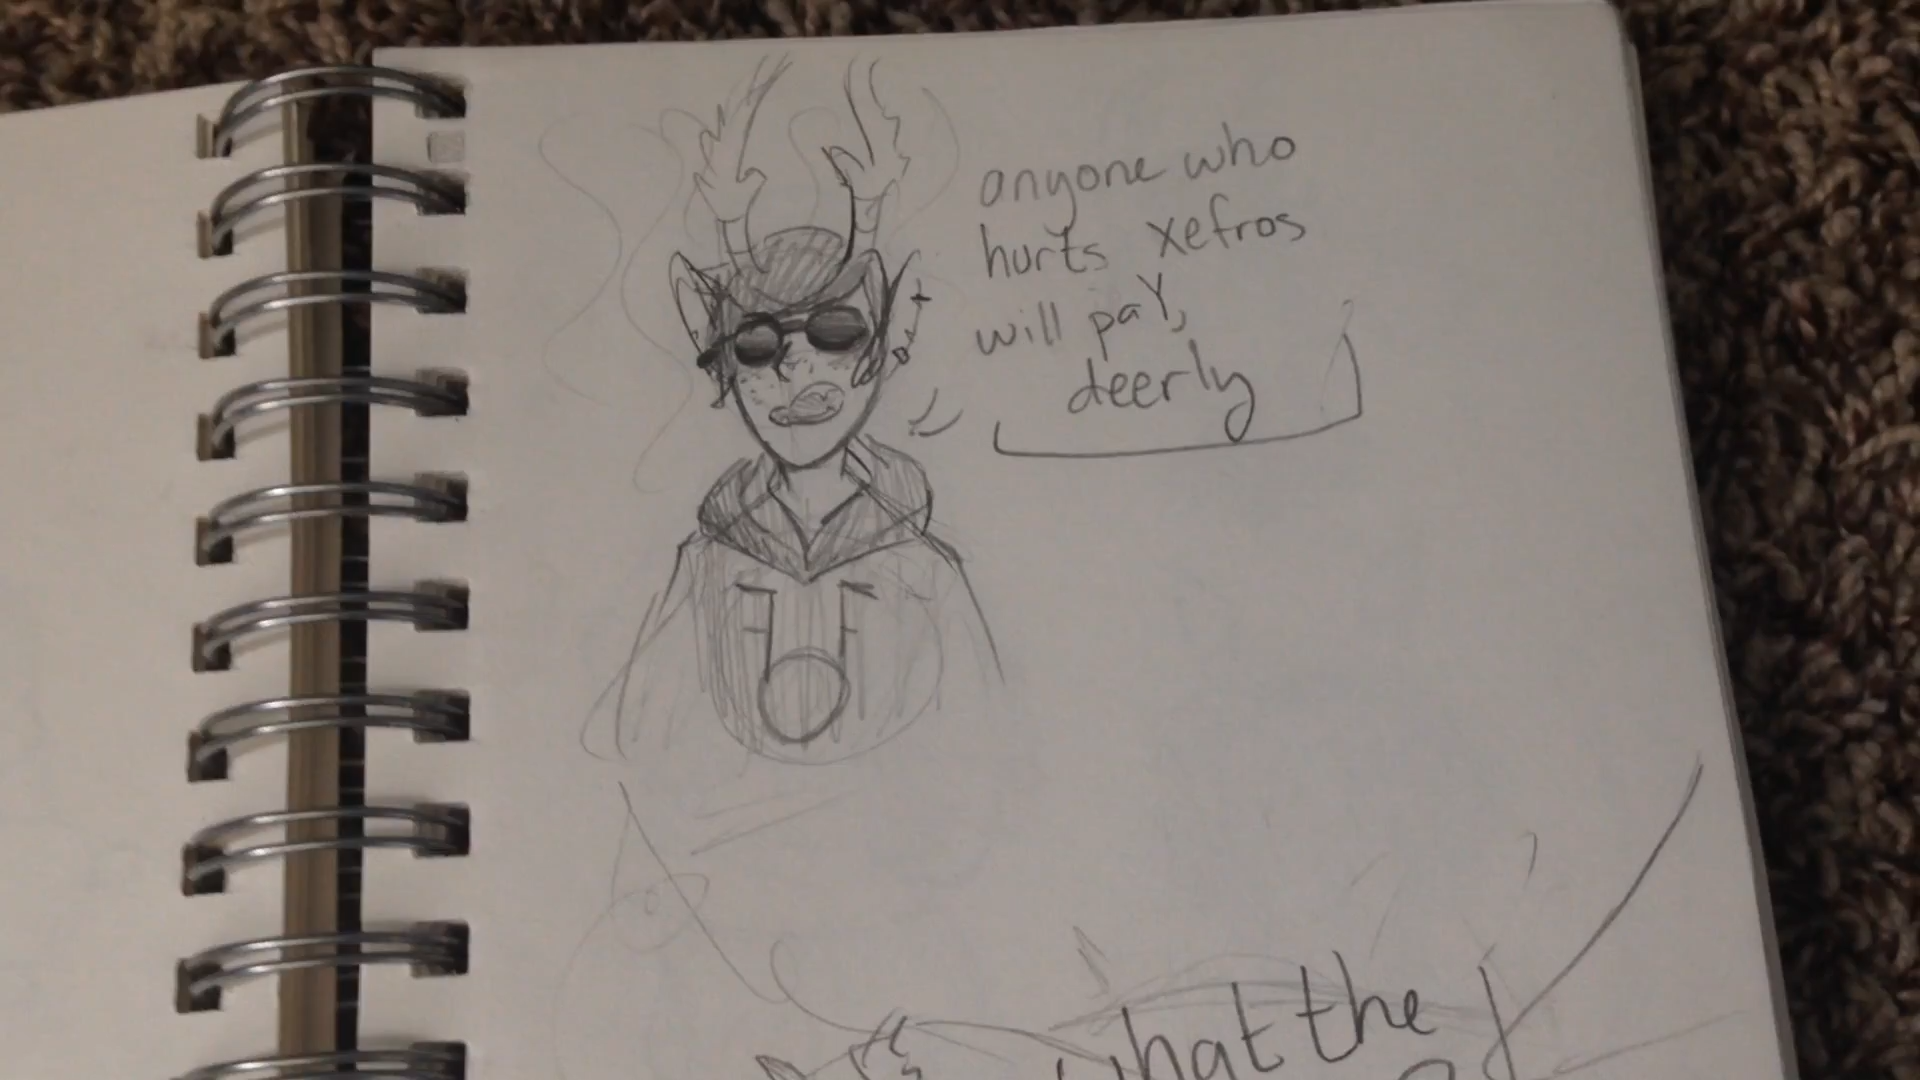 anyone who
hurts xefros
will pay,
deerly
what the